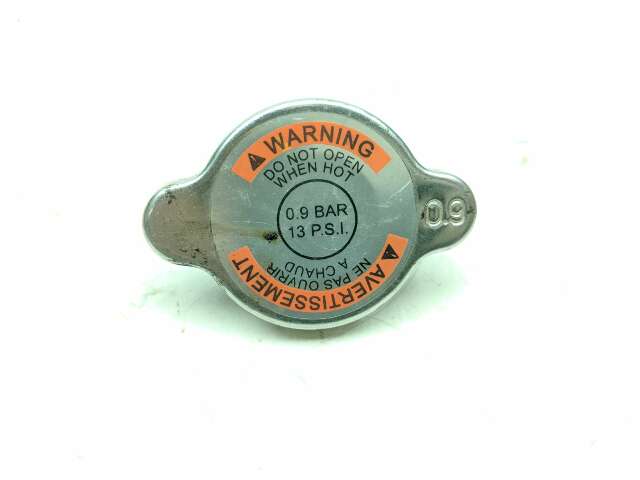 WARNING
DO NOT OPEN
WHEN HOT
0.9 BAR
13 P.S.I.
0.9
AVERTISSEMENT
NE PAS OUVRIR
A CHAUD